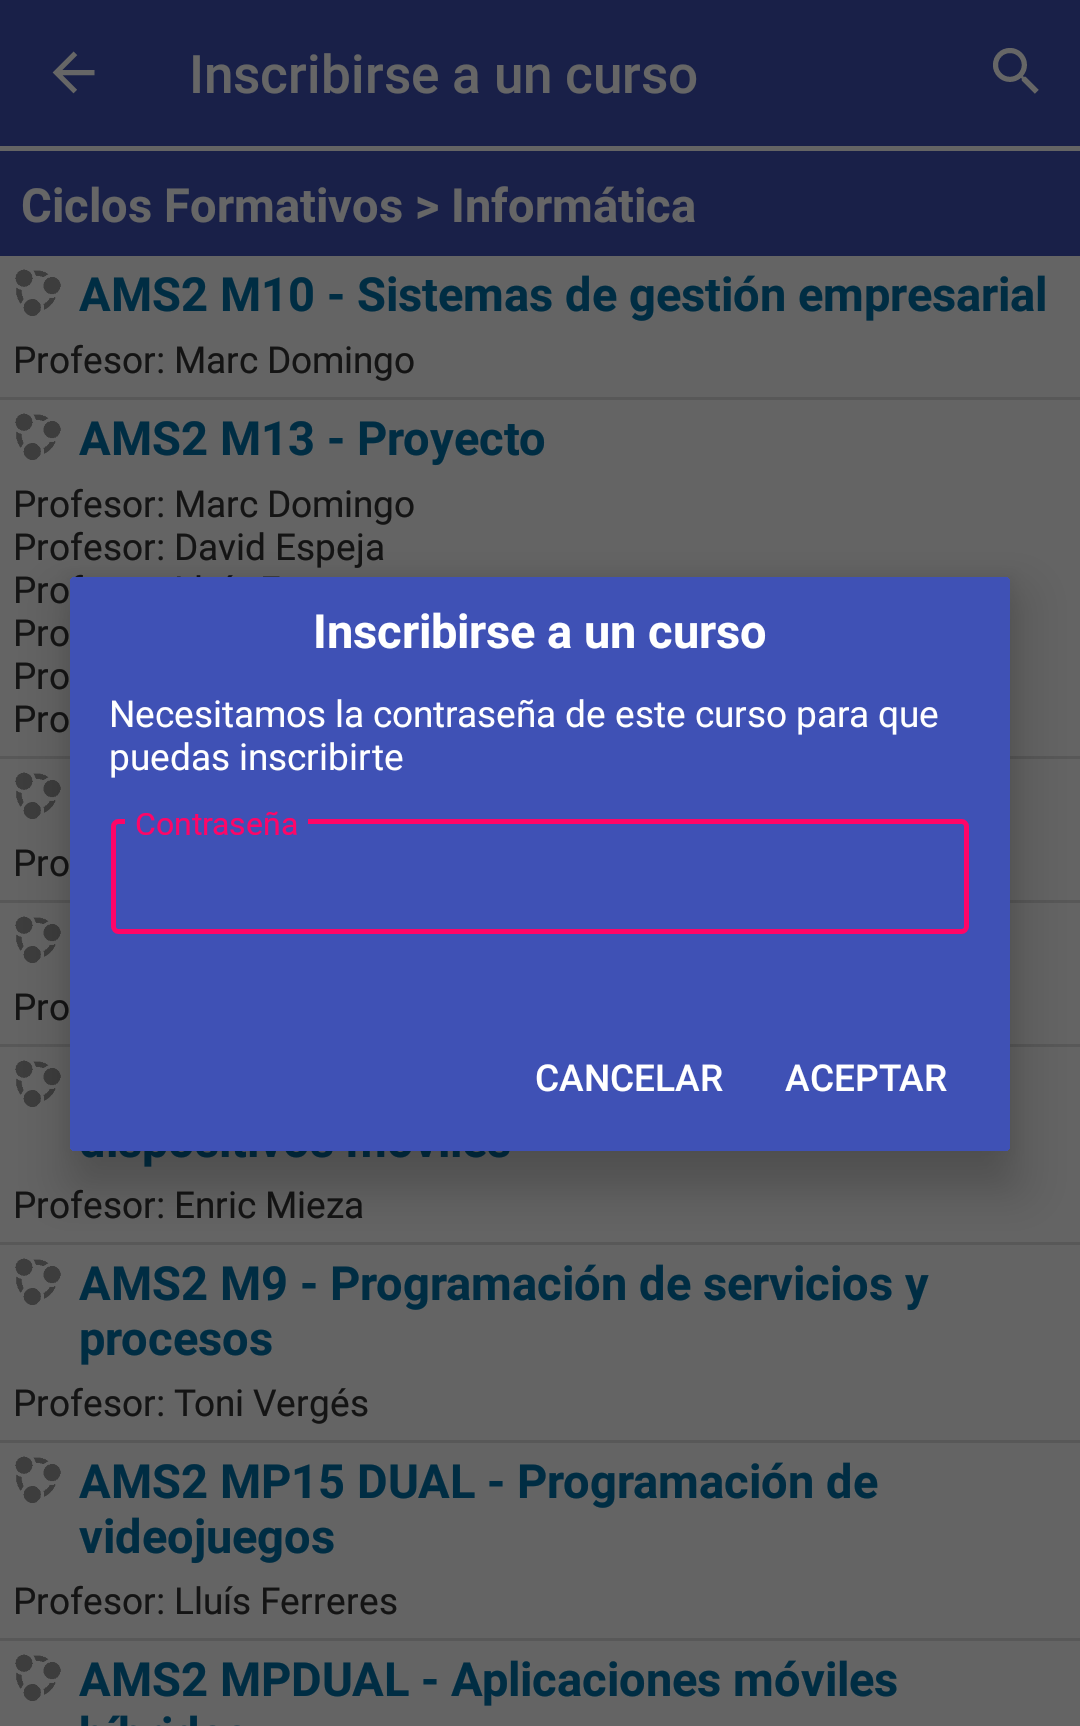 Inscribirse a un curso
Ciclos Formativos > Informática
AMS2 M10 - Sistemas de gestión empresarial
Profesor: Marc Domingo
AMS2 M13 - Proyecto
Profesor: Marc Domingo
Profesor: David Espeja
Pro
Pro
Pro
Pro
Inscribirse a un curso
Necesitamos la contraseña de este curso para que
puedas inscribirte
Pro
Contraseña
Pro
CANCELAR ACEPTAR
dispositivos móviles
Profesor: Enric Mieza
AMS2 M9 - Programación de servicios y
procesos
Profesor: Toni Vergés
AMS2 MP15 DUAL - Programación de
videojuegos
Profesor: Lluís Ferreres
AMS2 MPDUAL - Aplicaciones móviles
híbridas